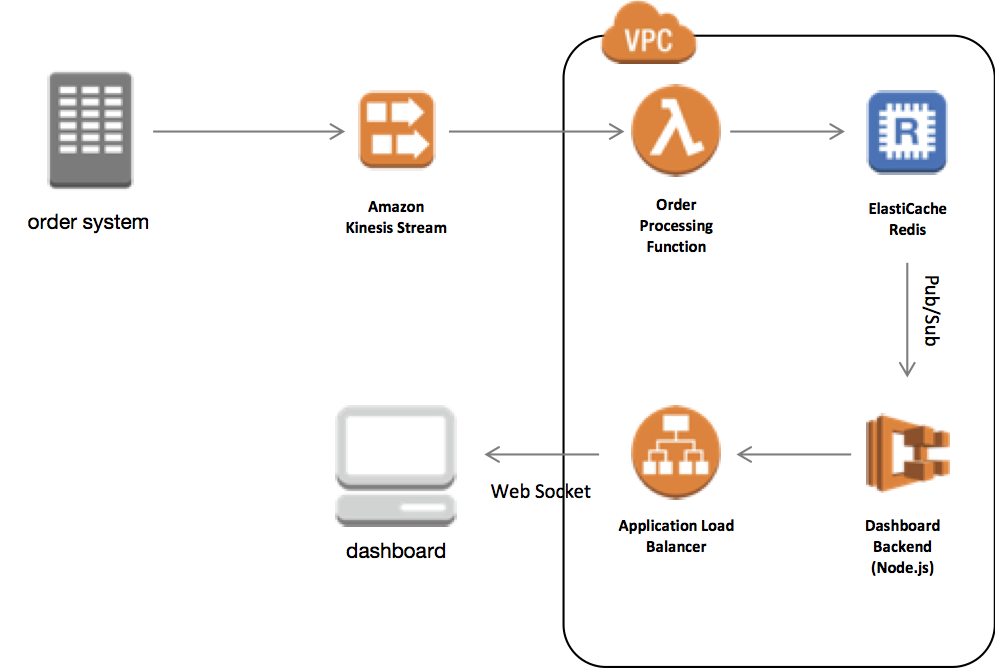 VPC
order system
Amazon
Kinesis Stream
Order
Processing
Function
R
ElastiCache
Redis
Pub/Sub
dashboard
Web Socket
Application Load
Balancer
Dashboard
Backend
(Node.js)